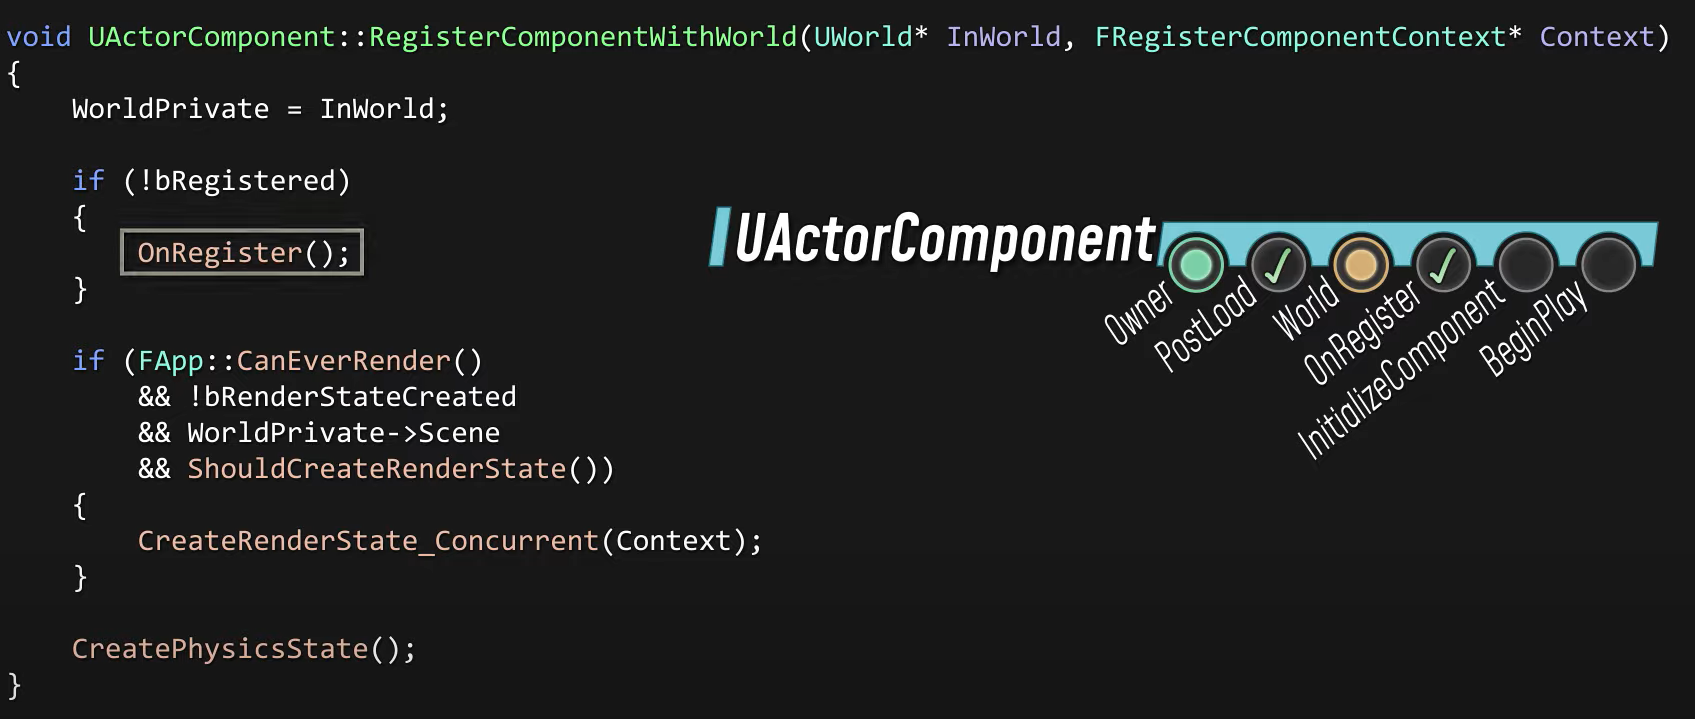 void UActorComponent::RegisterComponentWithWorld(UWorld* InWorld, FRegisterComponentContext* Context)
{
    WorldPrivate = InWorld;
    if (!bRegistered)
    {
        OnRegister();
    }
    if (FApp::CanEverRender()
        && !bRenderStateCreated
        && WorldPrivate->Scene
        && ShouldCreateRenderState())
    {
        CreateRenderState_Concurrent(Context);
    }
    CreatePhysicsState();
}
UActorComponent
Owner
PostLoad
World
OnRegister
InitializeComponent
BeginPlay